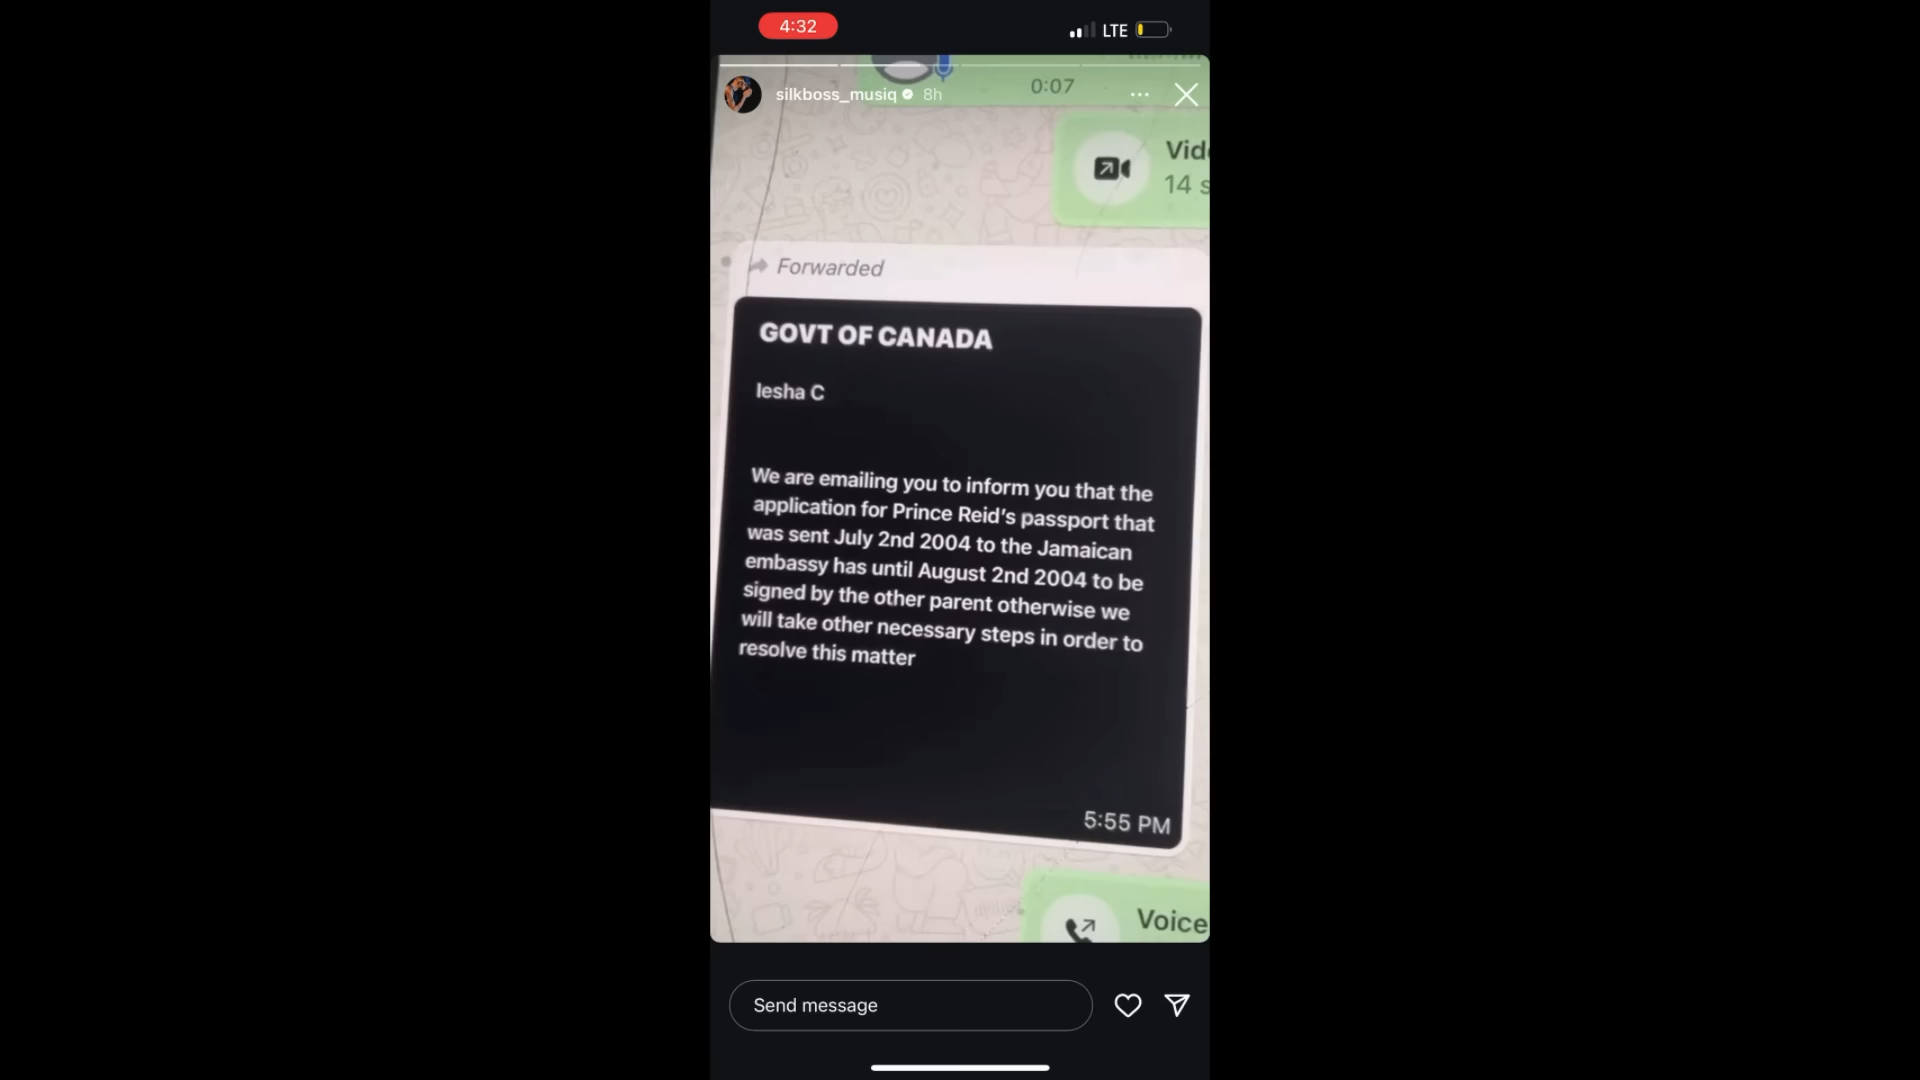 4:32
LTE
0:07
silkboss_musiq 8h
Vid
14 s
Forwarded
GOVT OF CANADA
Iesha C
We are emailing you to inform you that the
application for Prince Reid's passport that
was sent July 2nd 2004 to the Jamaican
embassy has until August 2nd 2004 to be
signed by the other parent otherwise we
will take other necessary steps in order to
resolve this matter
5:55 PM
Voice
Send message